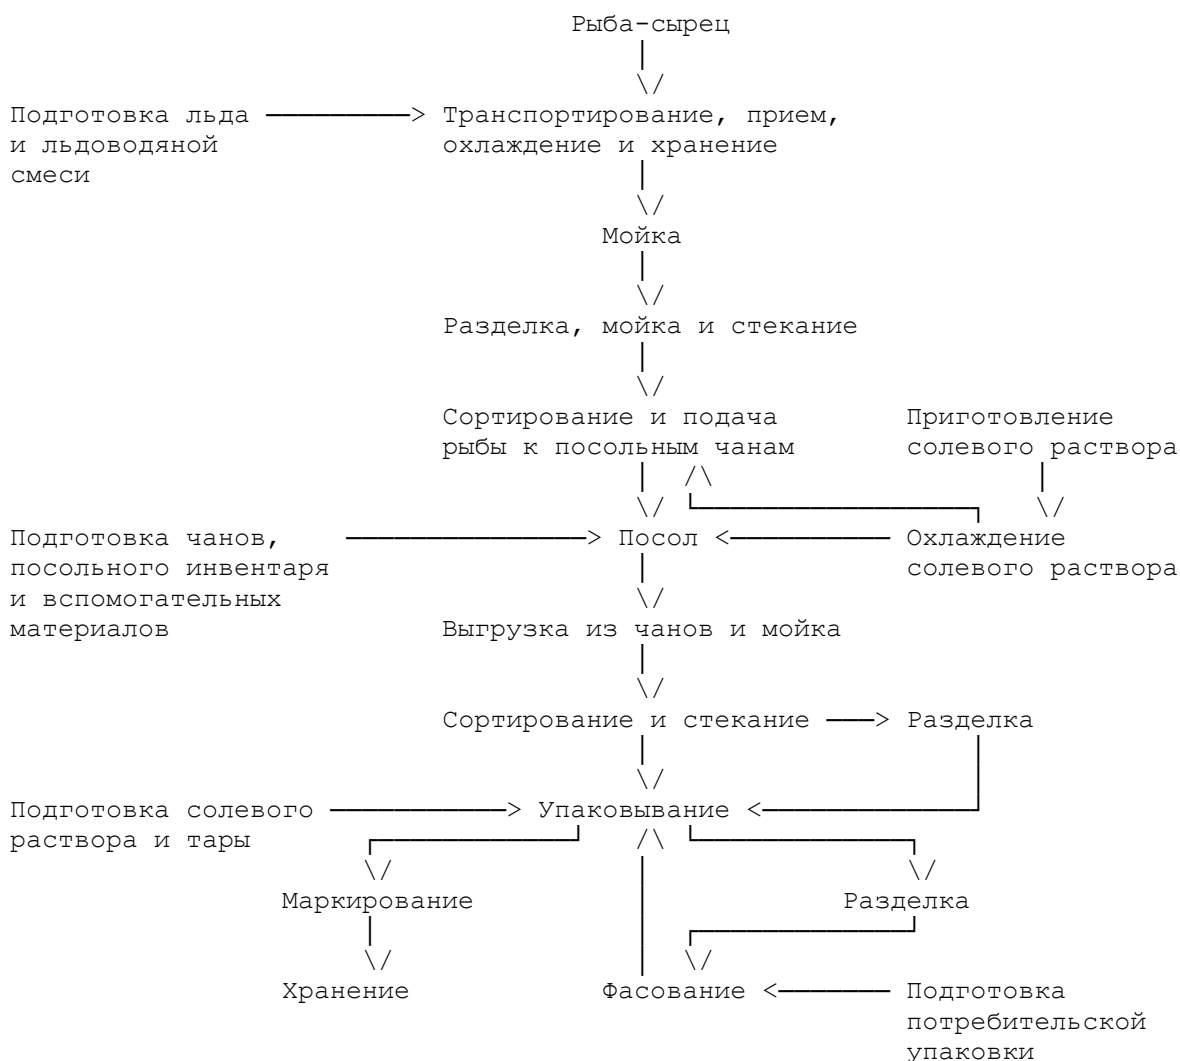 Рыба-сырец
Подготовка льда
и льдоводяной
смеси
Транспортирование, прием,
охлаждение и хранение
Мойка
Разделка, мойка и стекание
Сортирование и подача
рыбы к посольным чанам
Приготовление
солевого раствора
Подготовка чанов,
посольного инвентаря
и вспомогательных
материалов
Посол
Охлаждение
солевого раствора
Выгрузка из чанов и мойка
Сортирование и стекание
Разделка
Подготовка солевого
раствора и тары
Упаковывание
Маркирование
Разделка
Хранение
Фасование
Подготовка
потребительской
упаковки